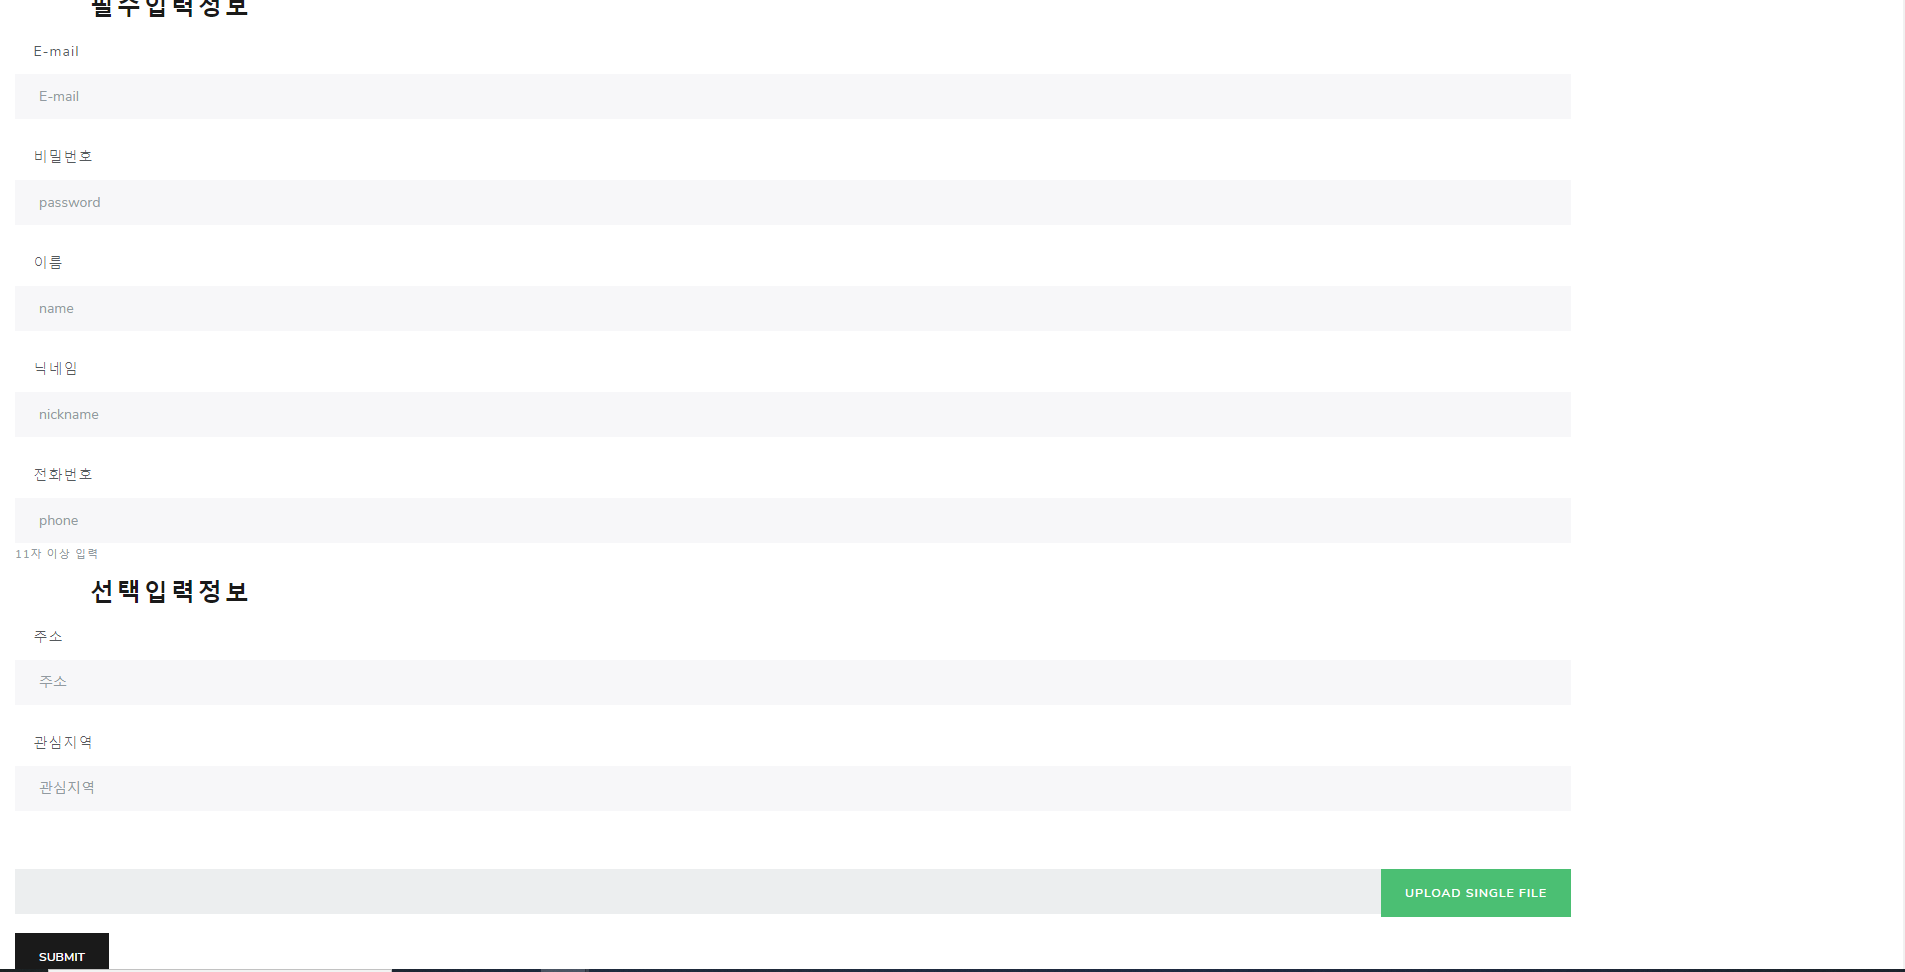 필수입력정보
E-mail
E-mail
비밀번호
password
이름
name
닉네임
nickname
전화번호
phone
11자 이상 입력
선택입력정보
주소
주소
관심지역
관심지역
UPLOAD SINGLE FILE
SUBMIT